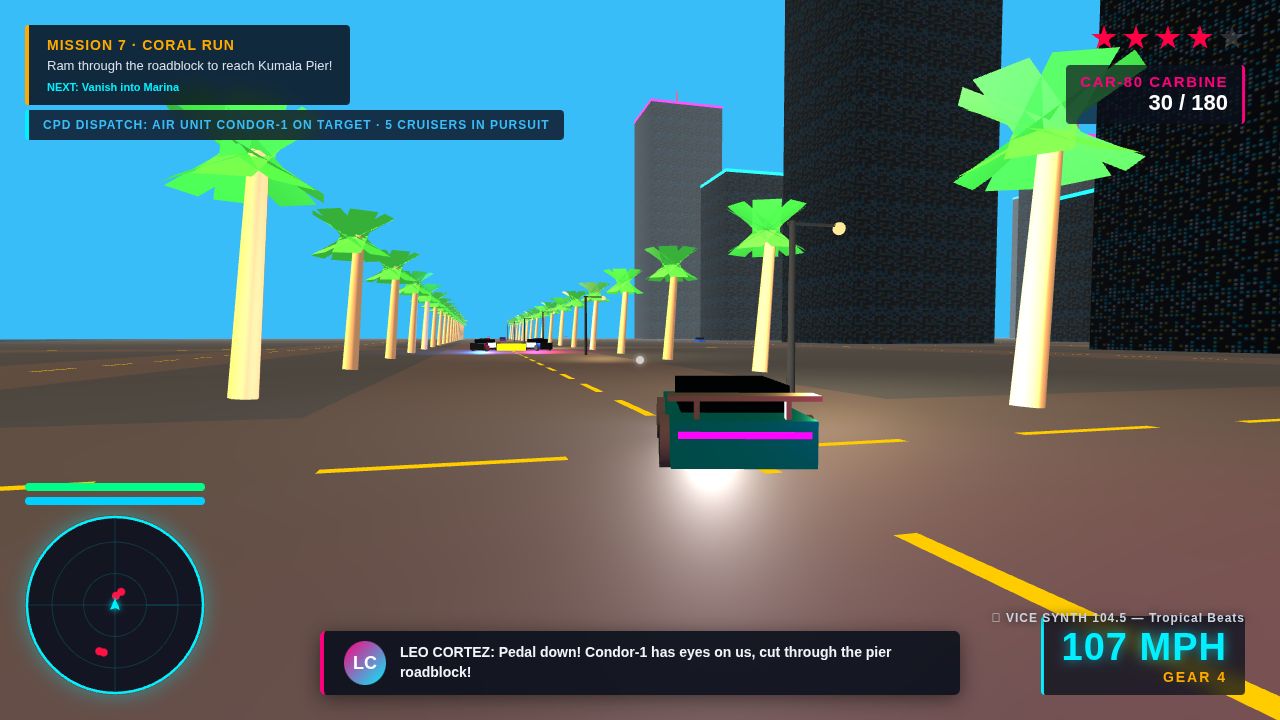 MISSION 7 · CORAL RUN
Ram through the roadblock to reach Kumala Pier!
NEXT: Vanish into Marina
CPD DISPATCH: AIR UNIT CONDOR-1 ON TARGET · 5 CRUISERS IN PURSUIT
CAR-80 CARBINE
30 / 180
VICE SYNTH 104.5 — Tropical Beats
107 MPH
GEAR 4
LC
LEO CORTEZ: Pedal down! Condor-1 has eyes on us, cut through the pier
roadblock!